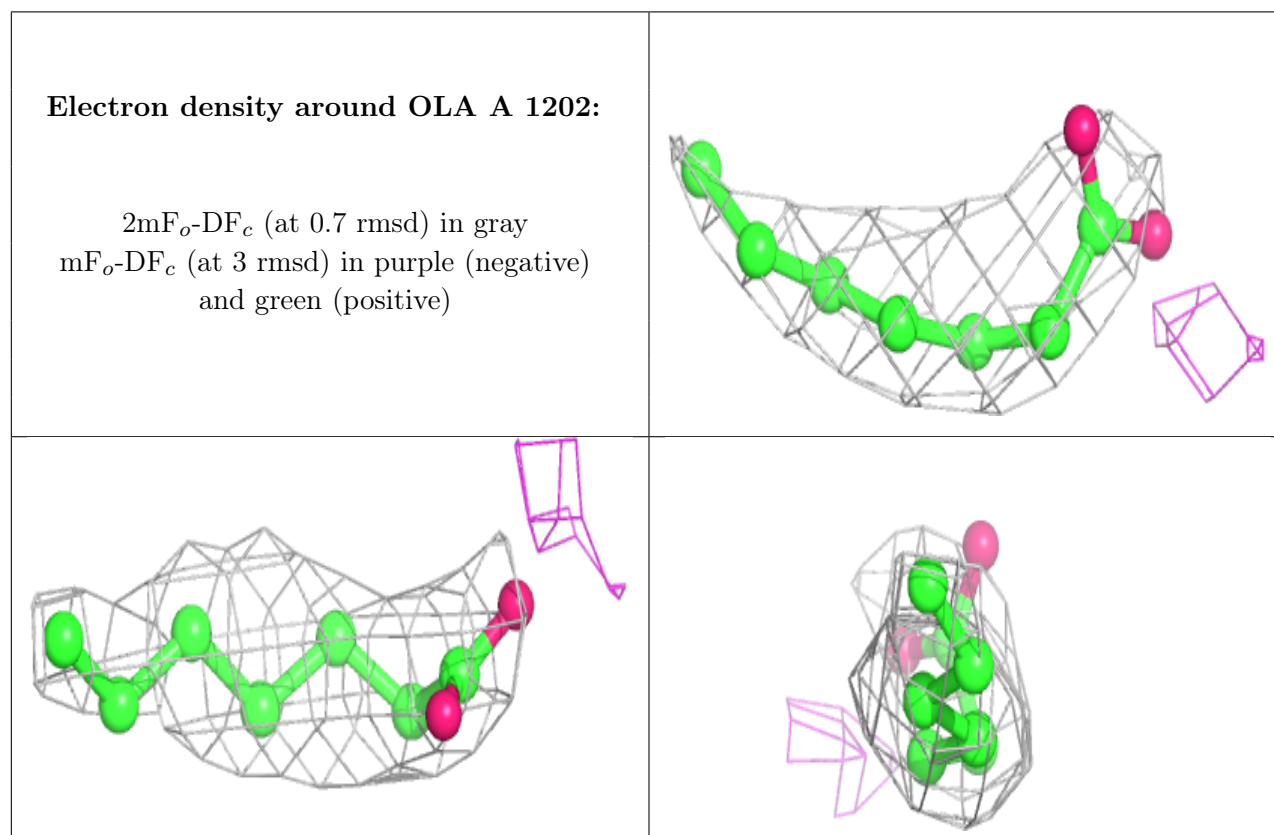 Electron density around OLA A 1202:
2mFo-DFc (at 0.7 rmsd) in gray
mFo-DFc (at 3 rmsd) in purple (negative)
and green (positive)